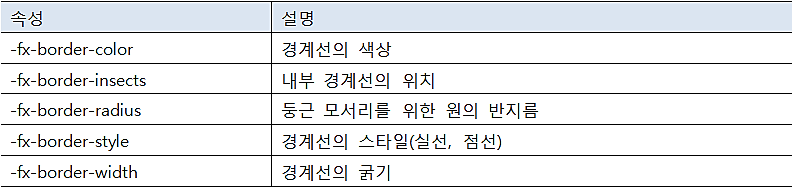 속성 설명
-fx-border-color 경계선의 색상
-fx-border-insects 내부 경계선의 위치
-fx-border-radius 둥근 모서리를 위한 원의 반지름
-fx-border-style 경계선의 스타일(실선, 점선)
-fx-border-width 경계선의 굵기